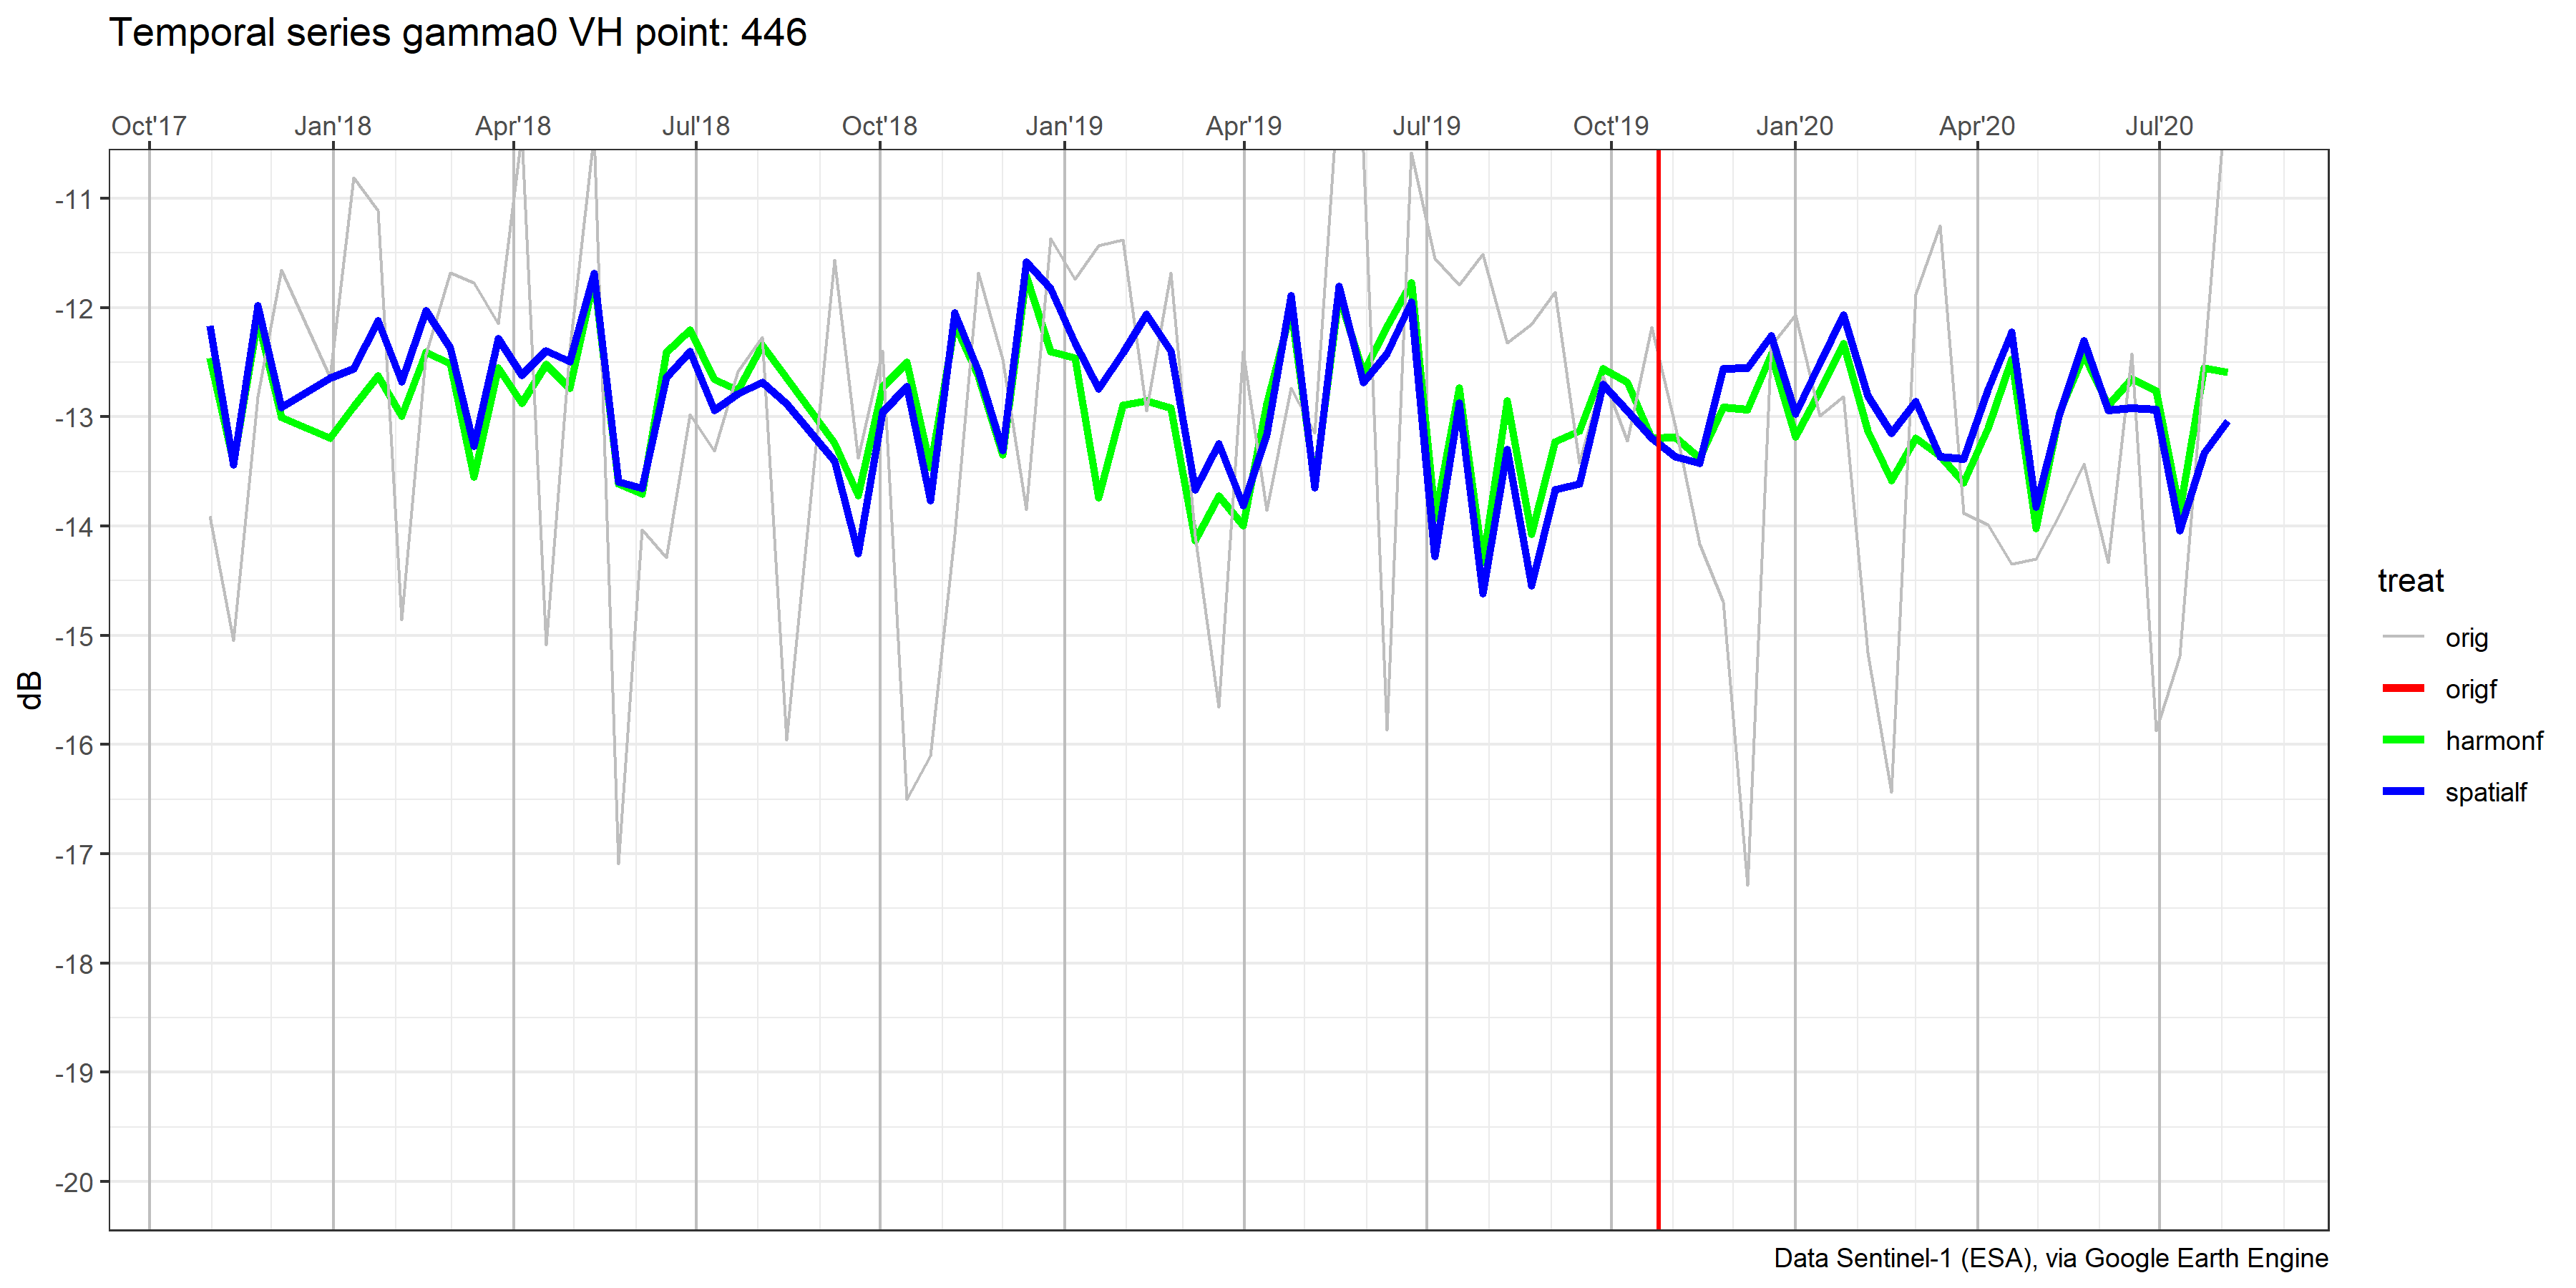 Temporal series gamma0 VH point: 446
Oct'17 Jan'18 Apr'18 Jul'18 Oct'18 Jan'19 Apr'19 Jul'19 Oct'19 Jan'20 Apr'20 Jul'20
-11
-12
-13
-14
-15
-16
-17
-18
-19
-20
dB
treat
orig
origf
harmonf
spatialf
Data Sentinel-1 (ESA), via Google Earth Engine